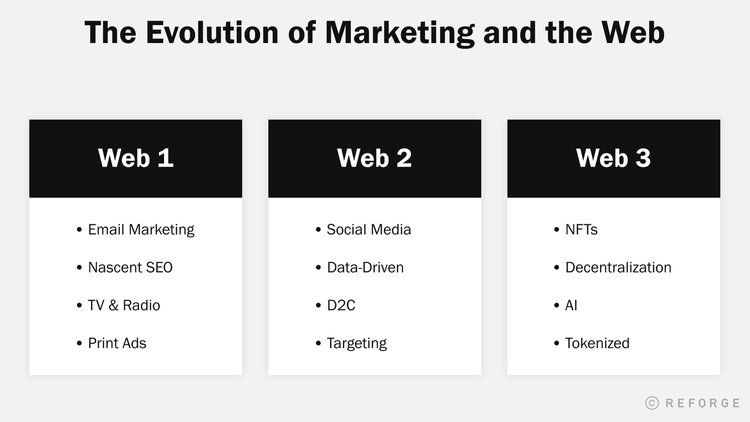 The Evolution of Marketing and the Web
Web 1
• Email Marketing
• Nascent SEO
• TV & Radio
• Print Ads
Web 2
• Social Media
• Data-Driven
• D2C
• Targeting
Web 3
• NFTs
• Decentralization
• AI
• Tokenized
© REFORGE